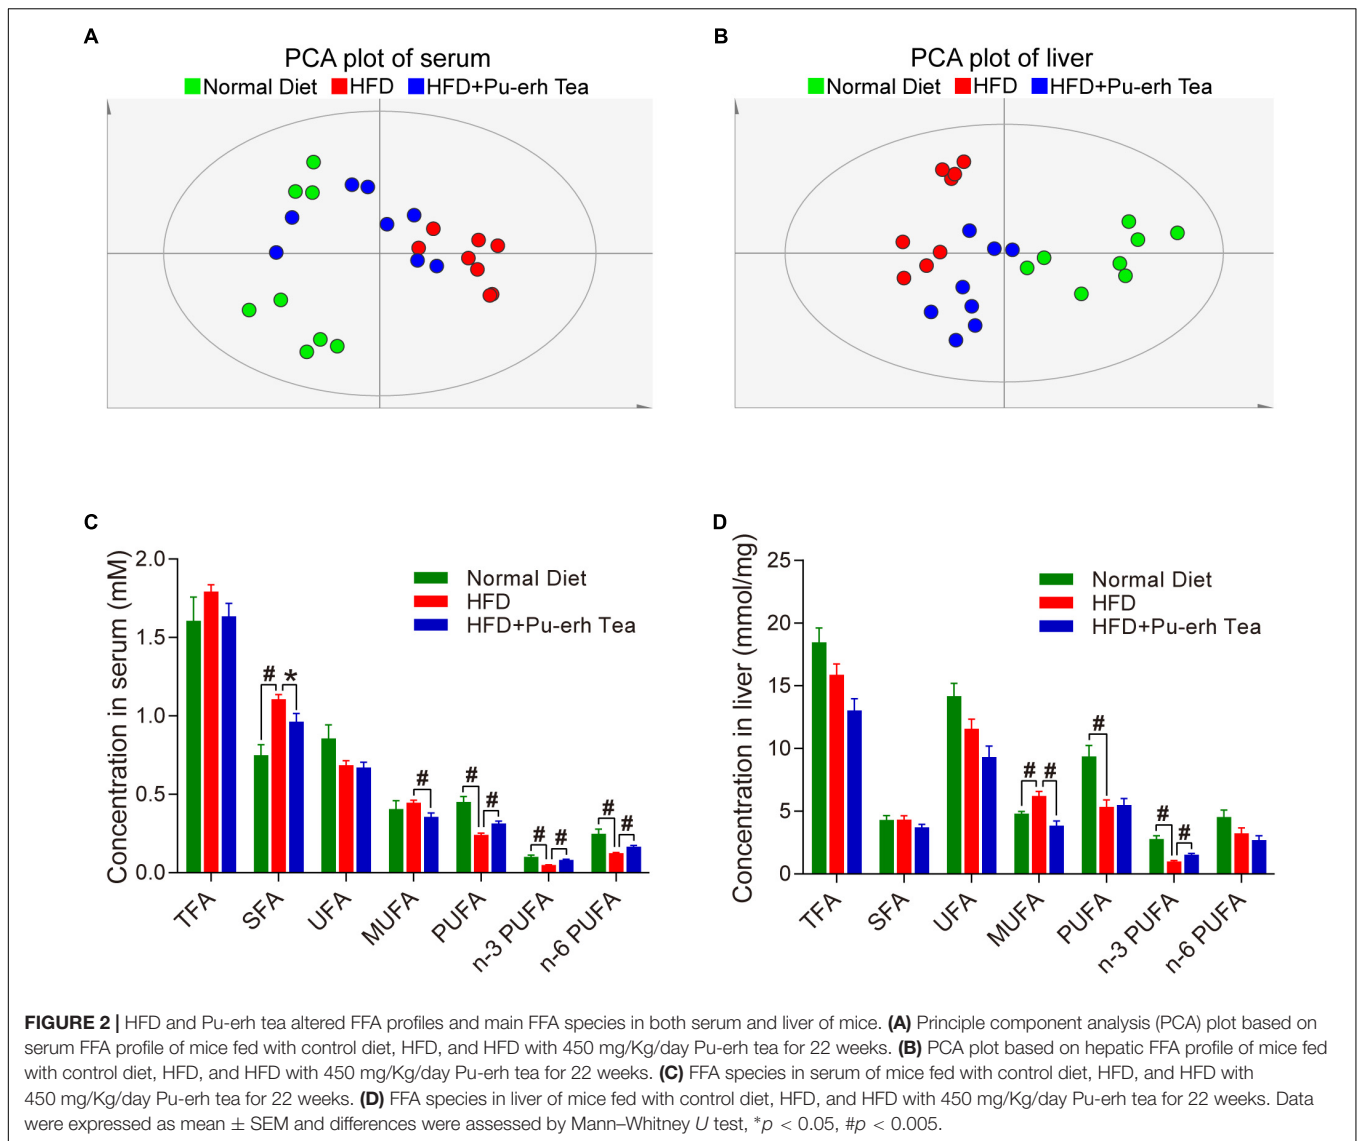 A
PCA plot of serum
Normal Diet HFD HFD+Pu-erh Tea
B
PCA plot of liver
Normal Diet HFD HFD+Pu-erh Tea
C
Concentration in serum (mM)
2.0
1.5
1.0
0.5
0.0
Normal Diet
HFD
HFD+Pu-erh Tea
# *
#
# #
# #
# #
TFA SFA UFA MUFA PUFA n-3 PUFA n-6 PUFA
D
Concentration in liver (mmol/mg)
25
20
15
10
5
0
Normal Diet
HFD
HFD+Pu-erh Tea
# #
#
# #
TFA SFA UFA MUFA PUFA n-3 PUFA n-6 PUFA
FIGURE 2 | HFD and Pu-erh tea altered FFA profiles and main FFA species in both serum and liver of mice. (A) Principle component analysis (PCA) plot based on
serum FFA profile of mice fed with control diet, HFD, and HFD with 450 mg/Kg/day Pu-erh tea for 22 weeks. (B) PCA plot based on hepatic FFA profile of mice fed
with control diet, HFD, and HFD with 450 mg/Kg/day Pu-erh tea for 22 weeks. (C) FFA species in serum of mice fed with control diet, HFD, and HFD with
450 mg/Kg/day Pu-erh tea for 22 weeks. (D) FFA species in liver of mice fed with control diet, HFD, and HFD with 450 mg/Kg/day Pu-erh tea for 22 weeks. Data
were expressed as mean ± SEM and differences were assessed by Mann–Whitney U test, *p < 0.05, #p < 0.005.